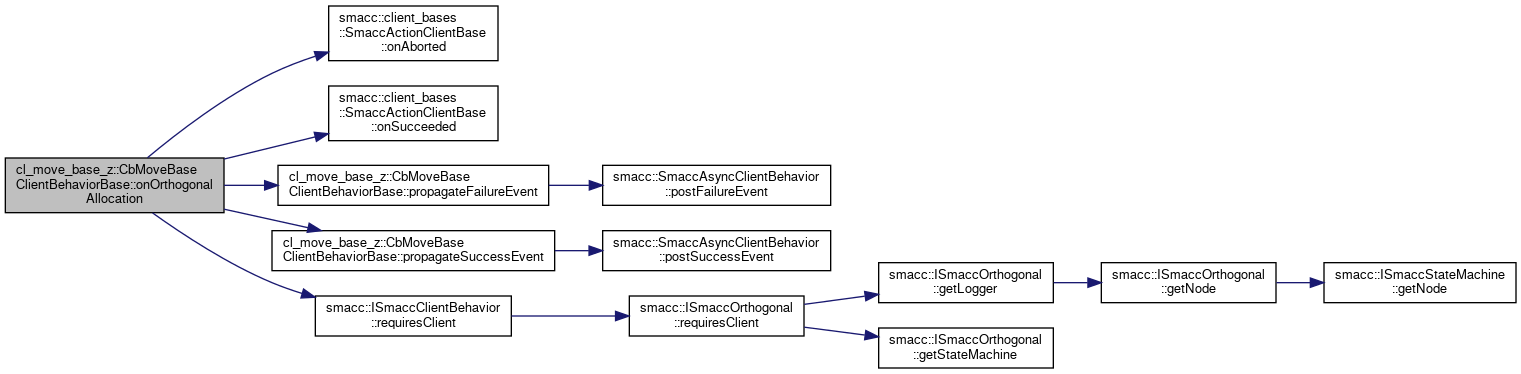 smacc::client_bases
::SmaccActionClientBase
::onAborted
smacc::client_bases
::SmaccActionClientBase
::onSucceeded
cl_move_base_z::CbMoveBase
ClientBehaviorBase::onOrthogonal
Allocation
cl_move_base_z::CbMoveBase
ClientBehaviorBase::propagateFailureEvent
smacc::SmaccAsyncClientBehavior
::postFailureEvent
cl_move_base_z::CbMoveBase
ClientBehaviorBase::propagateSuccessEvent
smacc::SmaccAsyncClientBehavior
::postSuccessEvent
smacc::ISmaccClientBehavior
::requiresClient
smacc::ISmaccOrthogonal
::requiresClient
smacc::ISmaccOrthogonal
::getLogger
smacc::ISmaccOrthogonal
::getNode
smacc::ISmaccStateMachine
::getNode
smacc::ISmaccOrthogonal
::getStateMachine